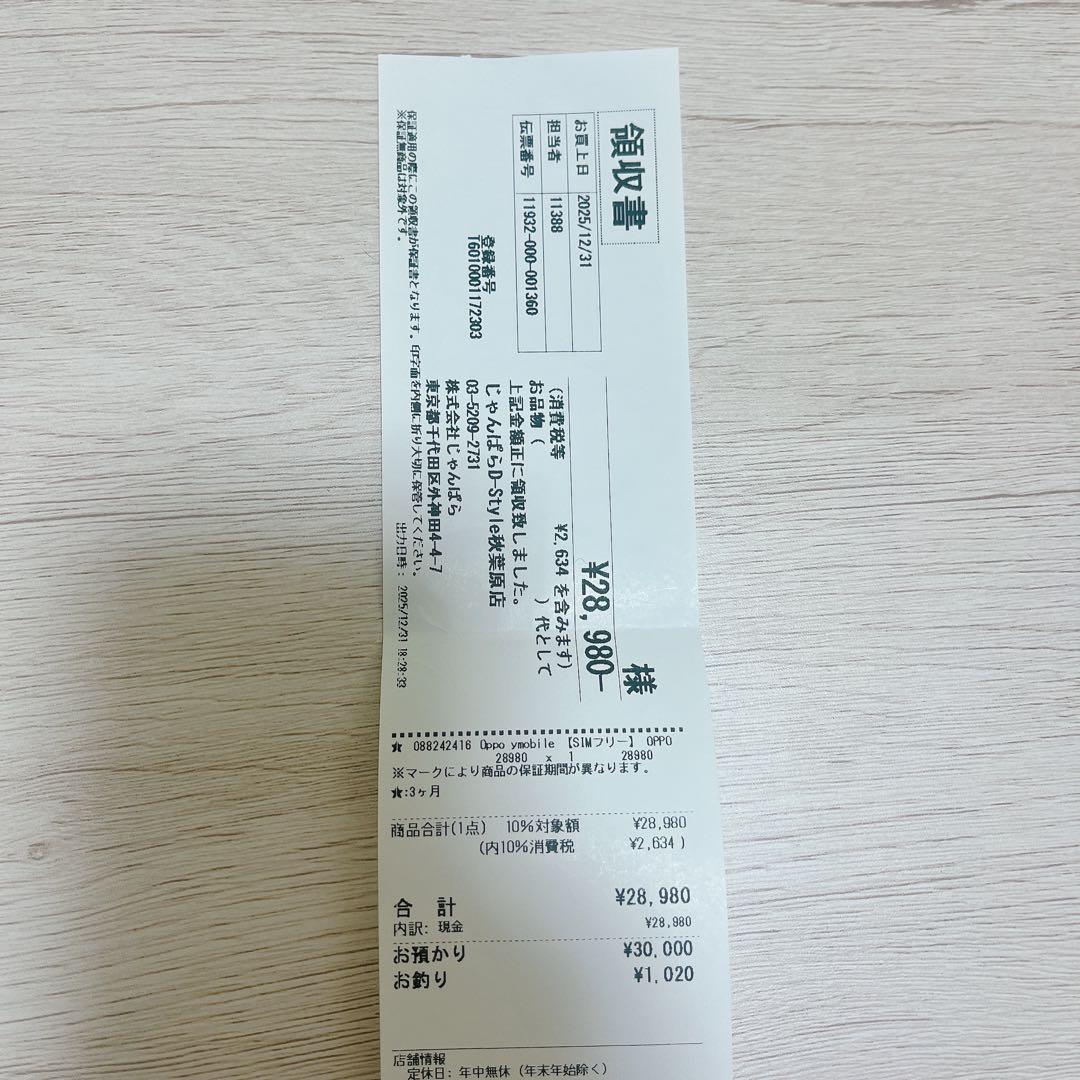 領収書
お買上日 2025/12/31
担当者 11388
伝票番号 11932-000-001360
登録番号
T6010001172303
様
¥28,980-
(消費税等 ¥2,634 を含みます)
お品物( )代として
上記金額正に領収致しました。
じゃんぱらD-Style秋葉原店
03-5209-2731
株式会社じゃんぱら
東京都千代田区外神田4-4-7
保証適用の際にこの領収書が保証書となります。印字面を内側に折り大切に保管してください。
※保証無商品は対象外です。
出力日時: 2025/12/31 18:28:33
★ 088242416 Oppo ymobile 【SIMフリー】 OPPO
28980 x 1 28980
※マークにより商品の保証期間が異なります。
★:3ヶ月
商品合計(1点) 10%対象額 ¥28,980
(内10%消費税 ¥2,634 )
合 計 ¥28,980
内訳: 現金 ¥28,980
お預かり ¥30,000
お釣り ¥1,020
店舗情報
定休日: 年中無休 (年末年始除く)